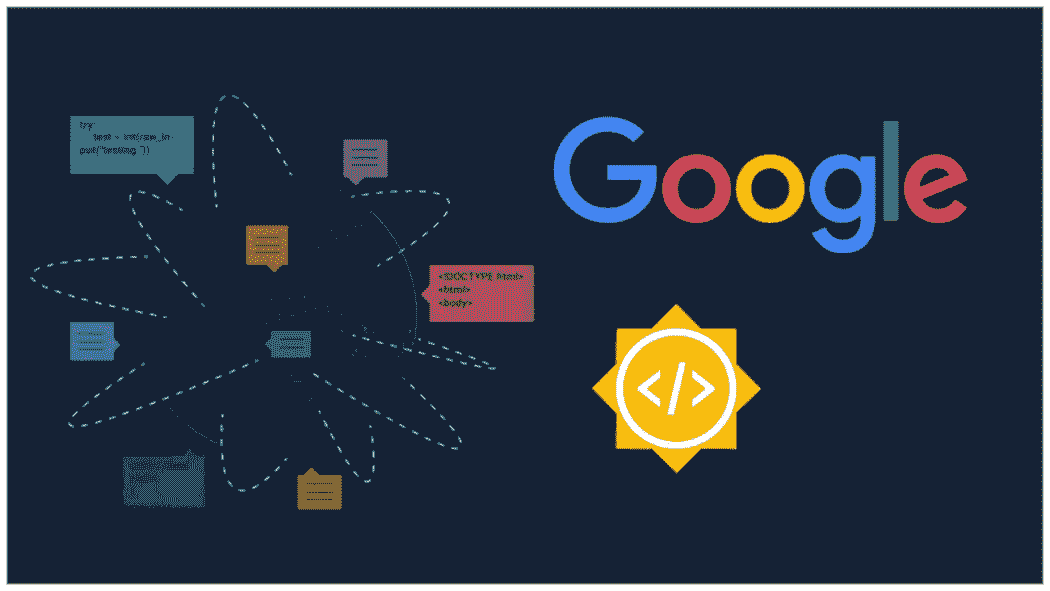 try:
test = int(raw_in-
put("testing "))
Google
<!DOCTYPE html>
<html>
<body>
</>